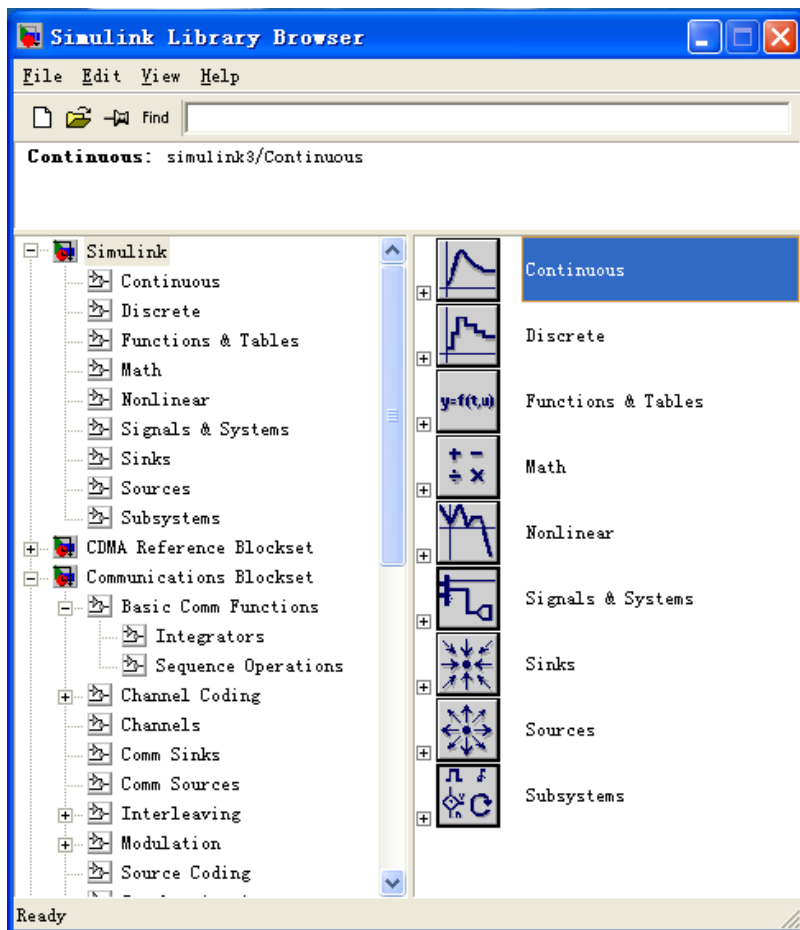 Simulink Library Browser
File Edit View Help
Find
Continuous: simulink3/Continuous
Simulink
Continuous
Discrete
Functions & Tables
Math
Nonlinear
Signals & Systems
Sinks
Sources
Subsystems
CDMA Reference Blockset
Communications Blockset
Basic Comm Functions
Integrators
Sequence Operations
Channel Coding
Channels
Comm Sinks
Comm Sources
Interleaving
Modulation
Source Coding
Continuous
Discrete
y=f(t,u)
Functions & Tables
Math
Nonlinear
Signals & Systems
Sinks
Sources
Subsystems
Ready